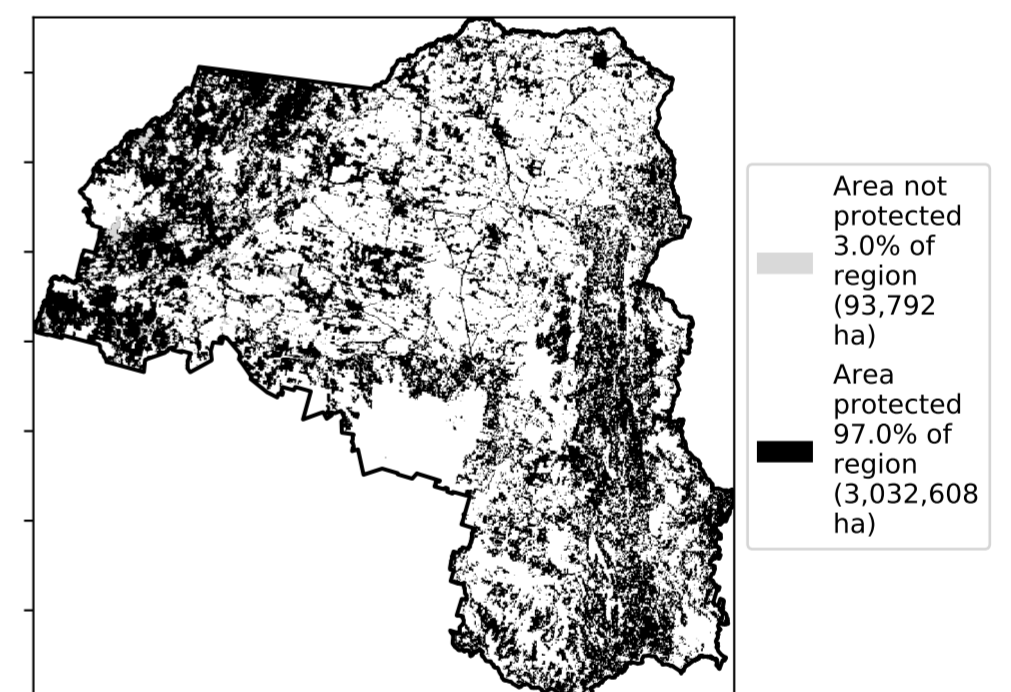 Area not
protected
3.0% of
region
(93,792
ha)
Area
protected
97.0% of
region
(3,032,608
ha)